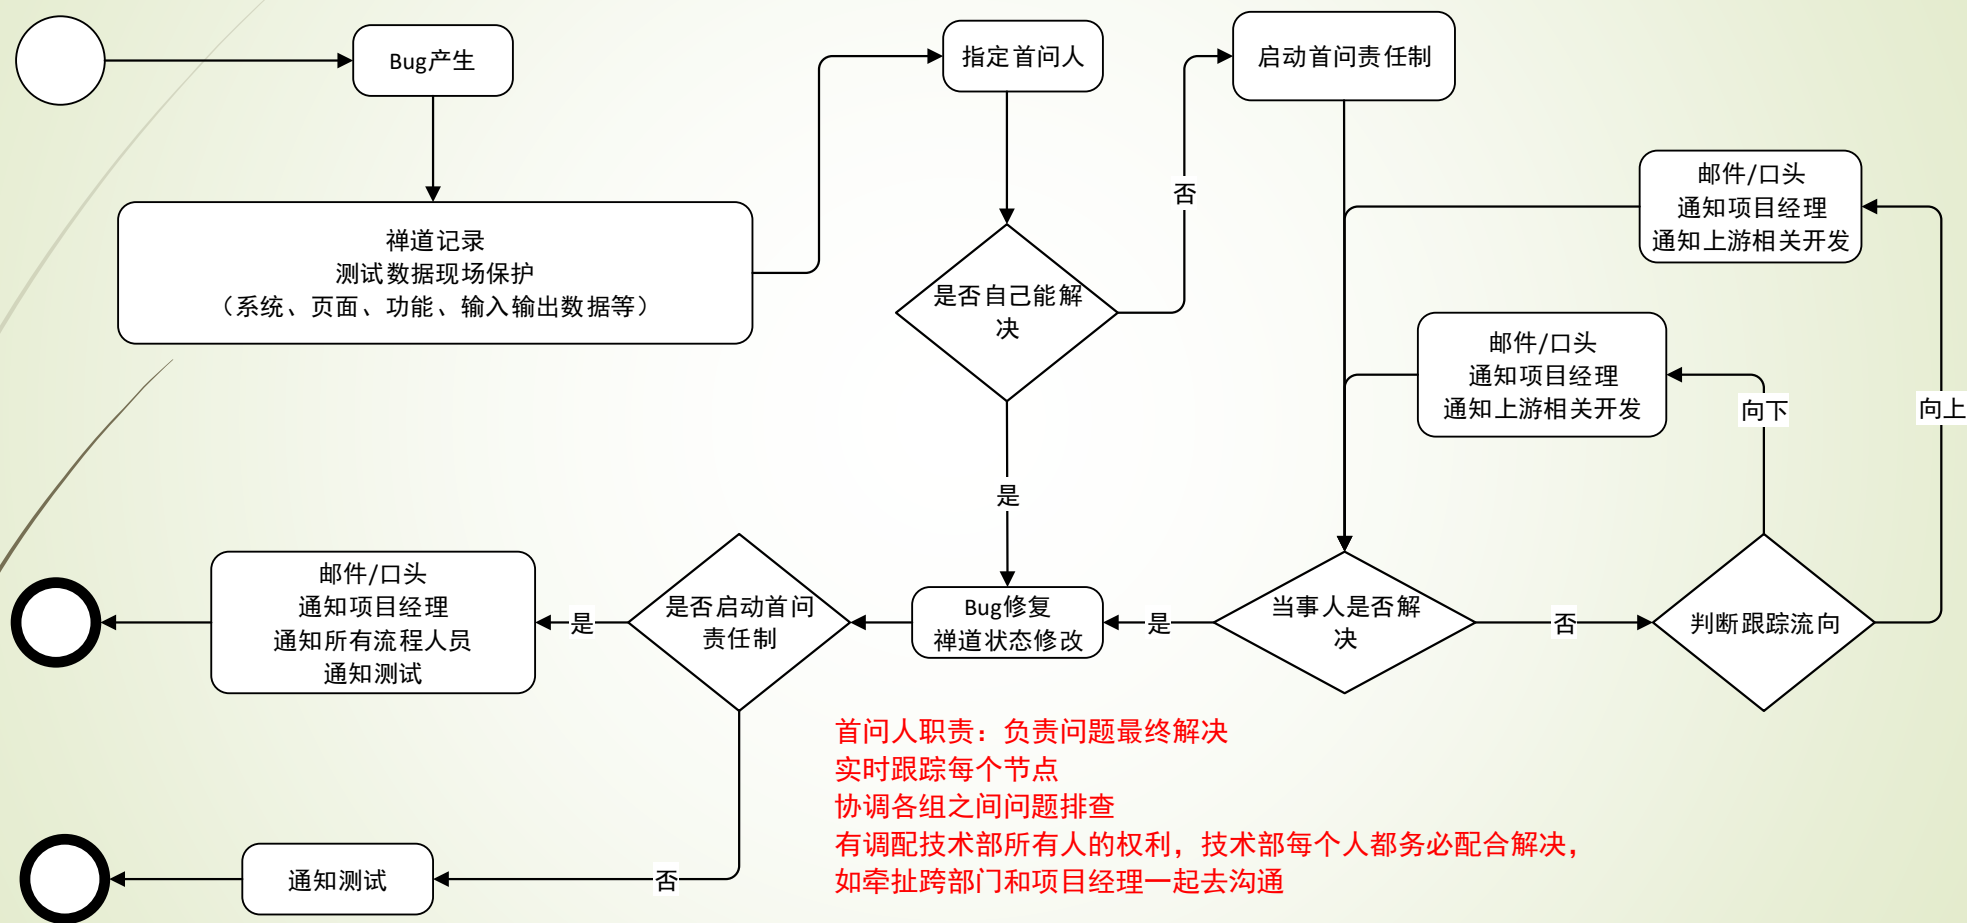 Bug产生
指定首问人
启动首问责任制
禅道记录
测试数据现场保护
（系统、页面、功能、输入输出数据等）
否
邮件/口头
通知项目经理
通知上游相关开发
是否自己能解
决
邮件/口头
通知项目经理
通知上游相关开发
向下
向上
是
邮件/口头
通知项目经理
通知所有流程人员
通知测试
是
是否启动首问
责任制
Bug修复
禅道状态修改
是
当事人是否解
决
否
判断跟踪流向
首问人职责：负责问题最终解决
实时跟踪每个节点
协调各组之间问题排查
有调配技术部所有人的权利，技术部每个人都务必配合解决，
如牵扯跨部门和项目经理一起去沟通
通知测试
否